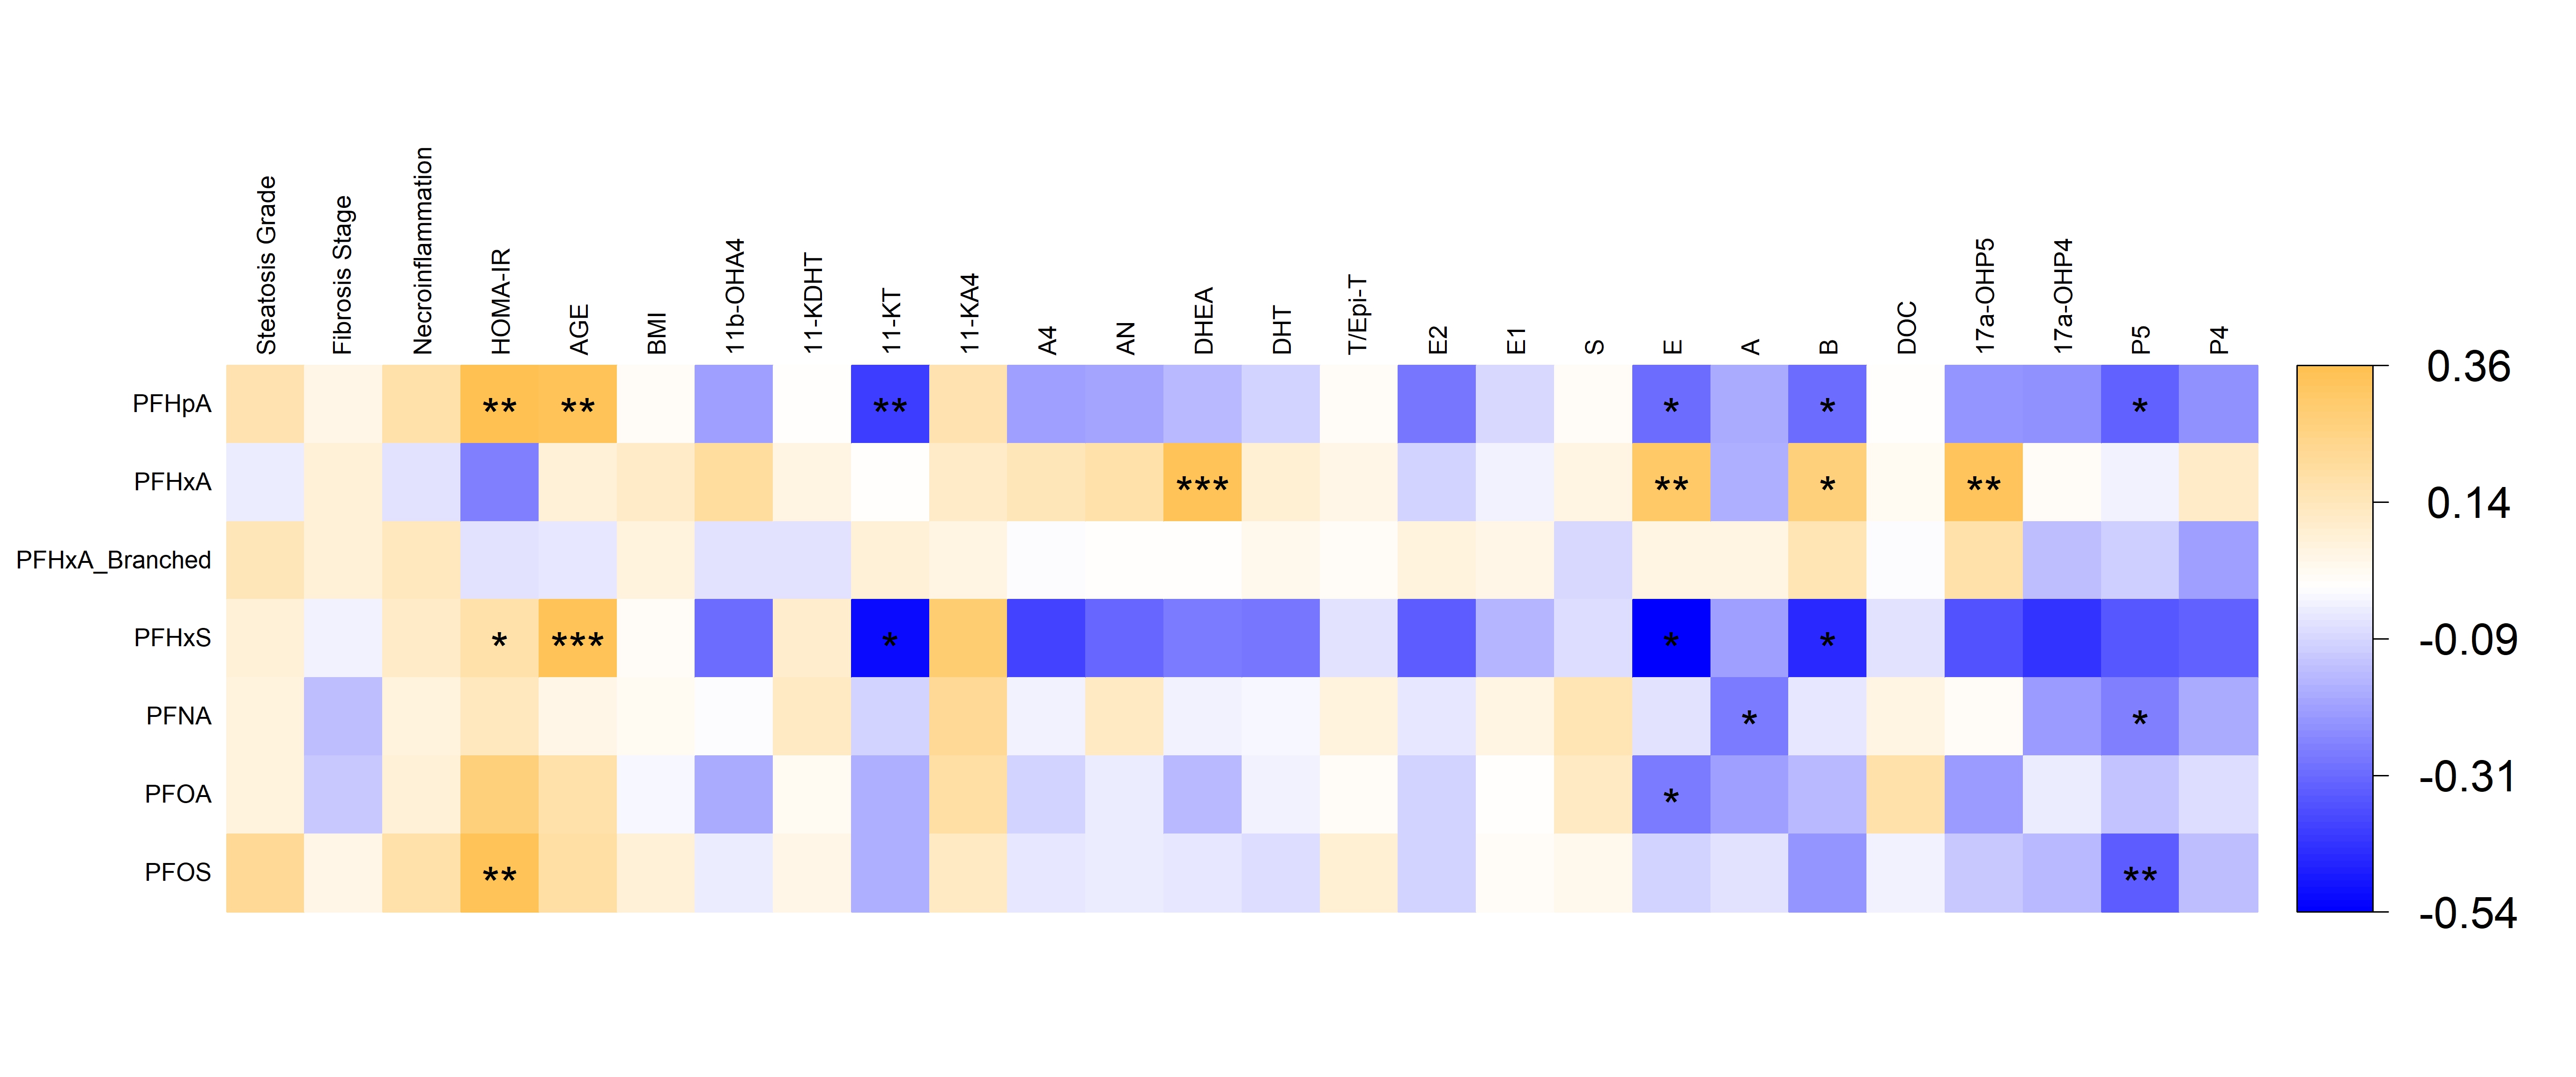 Steatosis Grade
Fibrosis Stage
Necroinflammation
HOMA-IR
AGE
BMI
11b-OHA4
11-KDHT
11-KT
11-KA4
A4
AN
DHEA
DHT
T/Epi-T
E2
E1
S
E
A
B
DOC
17a-OHP5
17a-OHP4
P5
P4
PFHpA ** ** ** * * *
PFHxA *** ** * **
PFHxA_Branched
PFHxS * *** * * *
PFNA * *
PFOA *
PFOS ** **
0.36
0.14
-0.09
-0.31
-0.54